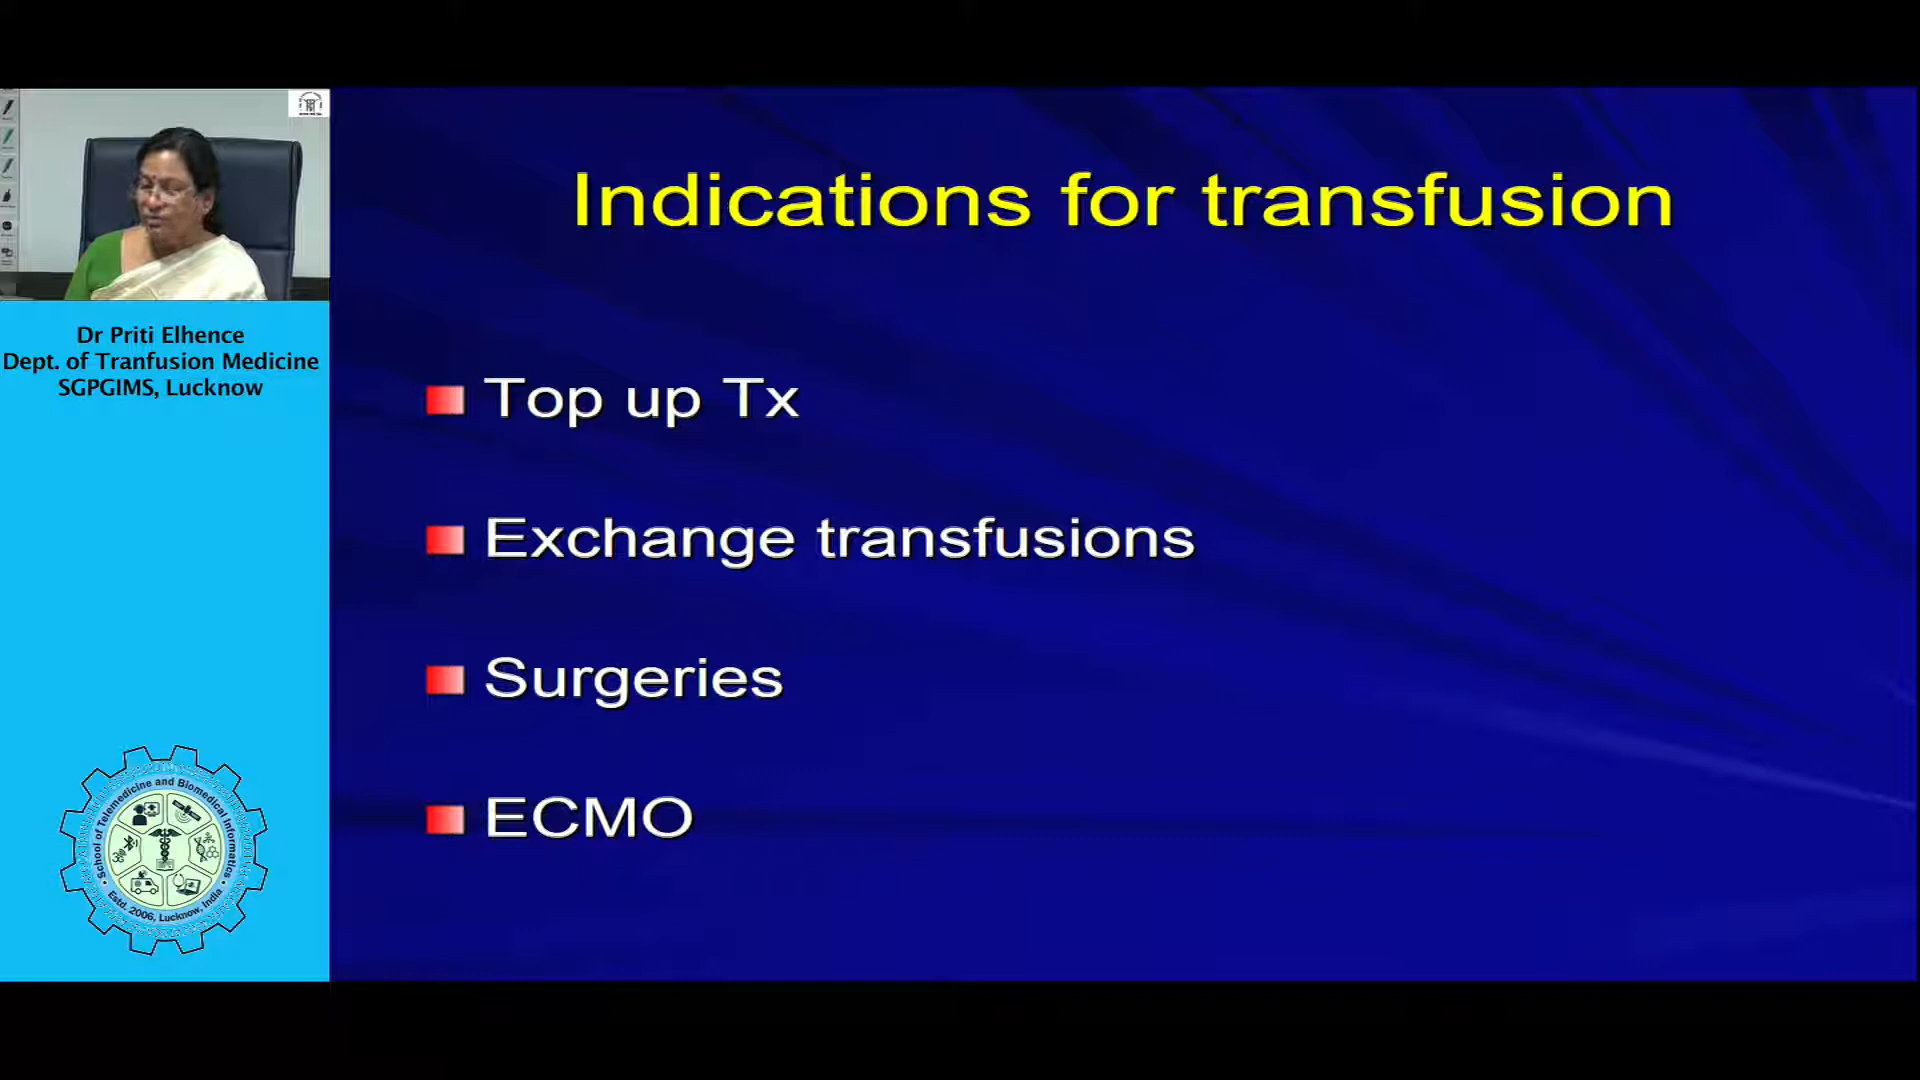 Indications for transfusion
Top up Tx
Exchange transfusions
Surgeries
ECMO
Dr Priti Elhence
Dept. of Tranfusion Medicine
SGPGIMS, Lucknow
School of Telemedicine and Biomedical Informatics
Estd. 2006, Lucknow, India